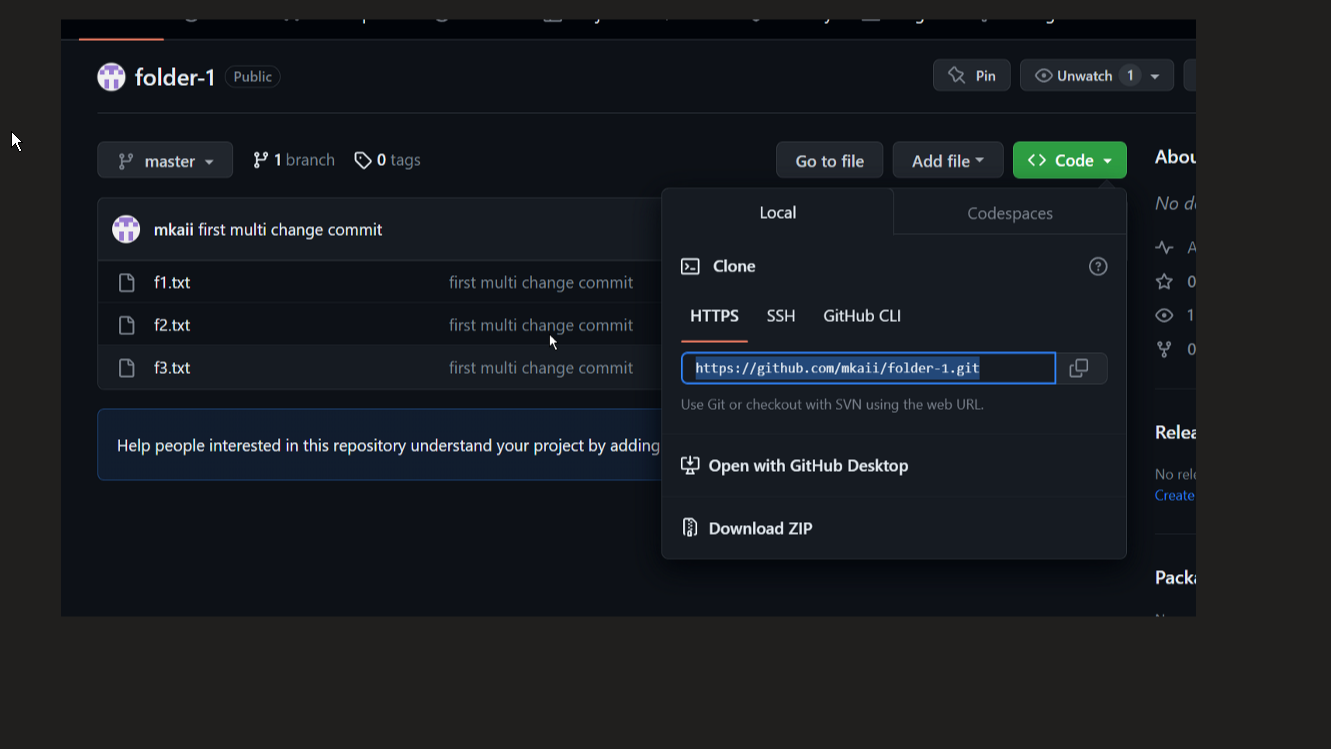 folder-1 Public
Pin
Unwatch 1
master
1 branch
0 tags
Go to file
Add file
Code
mkaii first multi change commit
f1.txt first multi change commit
f2.txt first multi change commit
f3.txt first multi change commit
Help people interested in this repository understand your project by adding
Local
Codespaces
Clone
HTTPS SSH GitHub CLI
https://github.com/mkaii/folder-1.git
Use Git or checkout with SVN using the web URL.
Open with GitHub Desktop
Download ZIP
No
0
1
0
No
Create